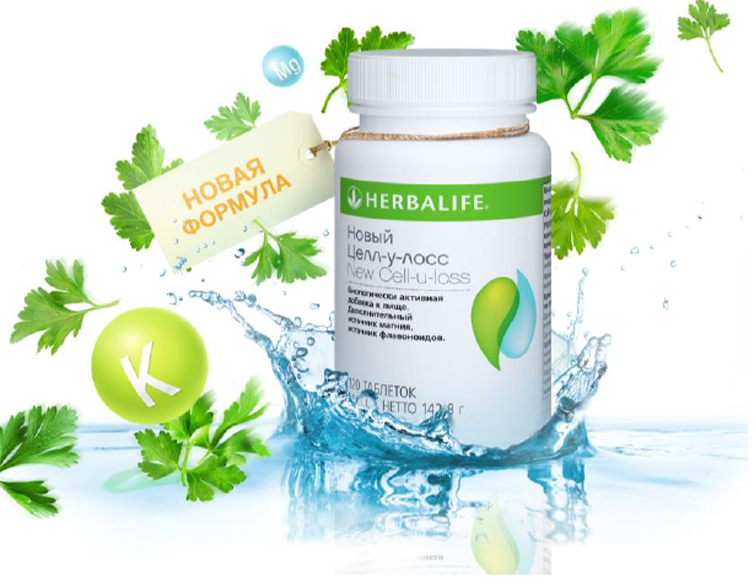 Mg
НОВАЯ
ФОРМУЛА
HERBALIFE®
Новый
Целл-у-лосс
New Cell-u-loss
Биологически активная
добавка к пище.
Дополнительный
источник магния,
источник флавоноидов.
K
120 ТАБЛЕТОК
МАССА НЕТТО 142,8 г